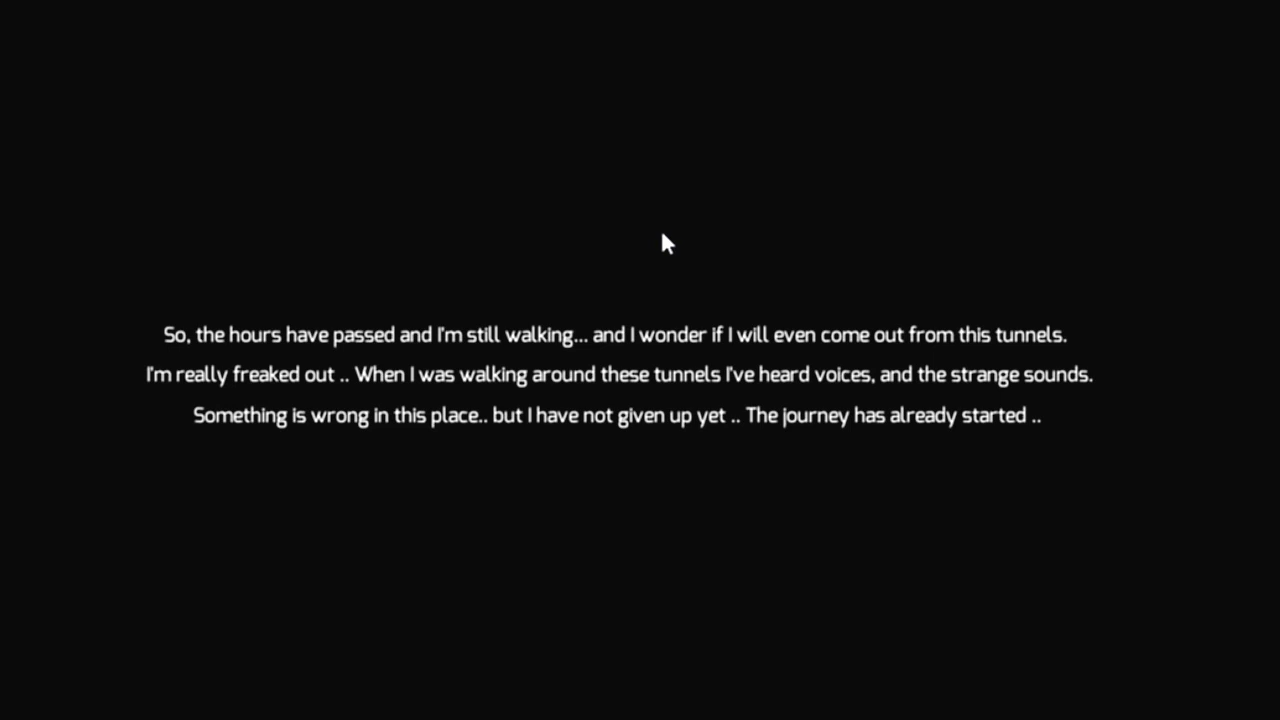 So, the hours have passed and I'm still walking... and I wonder if I will even come out from this tunnels.
I'm really freaked out .. When I was walking around these tunnels I've heard voices, and the strange sounds.
Something is wrong in this place.. but I have not given up yet .. The journey has already started ..